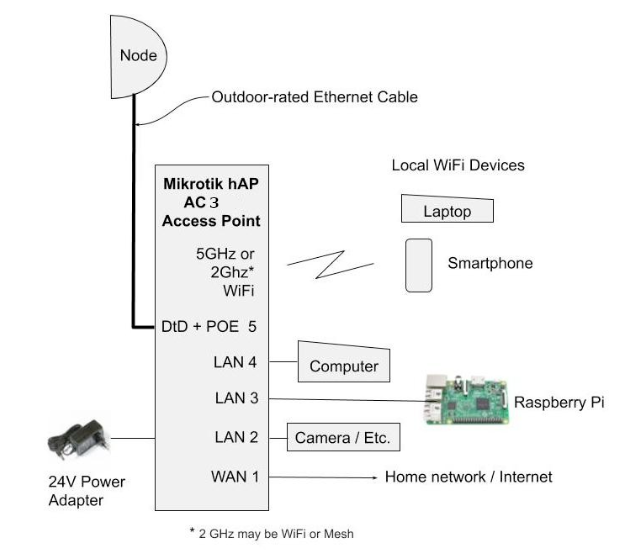 Node
Outdoor-rated Ethernet Cable
Local WiFi Devices
Mikrotik hAP
AC 3
Access Point
Laptop
5GHz or
2Ghz*
WiFi
Smartphone
DtD + POE 5
LAN 4
Computer
LAN 3
Raspberry Pi
LAN 2
Camera / Etc.
24V Power
Adapter
WAN 1
Home network / Internet
* 2 GHz may be WiFi or Mesh